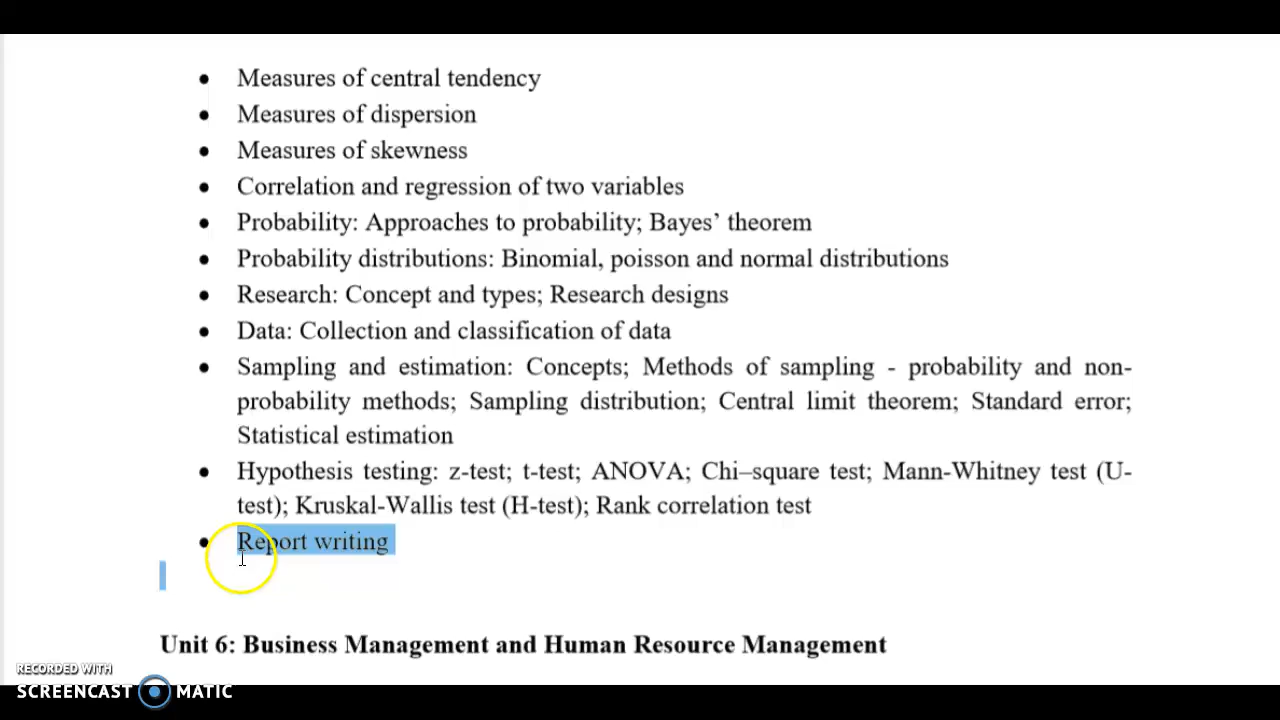 • Measures of central tendency
• Measures of dispersion
• Measures of skewness
• Correlation and regression of two variables
• Probability: Approaches to probability; Bayes’ theorem
• Probability distributions: Binomial, poisson and normal distributions
• Research: Concept and types; Research designs
• Data: Collection and classification of data
• Sampling and estimation: Concepts; Methods of sampling - probability and non-
probability methods; Sampling distribution; Central limit theorem; Standard error;
Statistical estimation
• Hypothesis testing: z-test; t-test; ANOVA; Chi–square test; Mann-Whitney test (U-
test); Kruskal-Wallis test (H-test); Rank correlation test
• Report writing
Unit 6: Business Management and Human Resource Management
RECORDED WITH
SCREENCAST MATIC